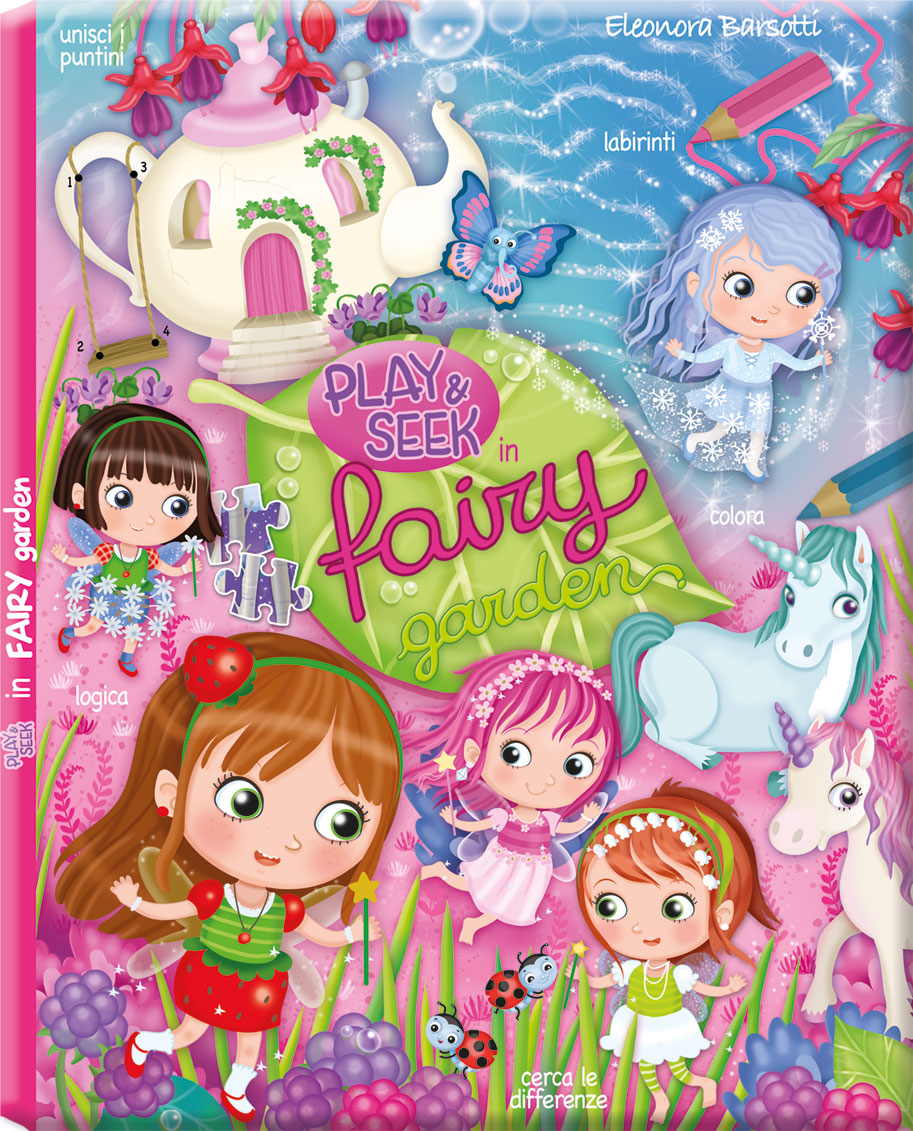 unisci i
puntini
Eleonora Barsotti
labirinti
1
3
2
4
PLAY &
SEEK in
fairy
garden
colora
logica
cerca le
differenze
PLAY &
SEEK
in FAIRY garden